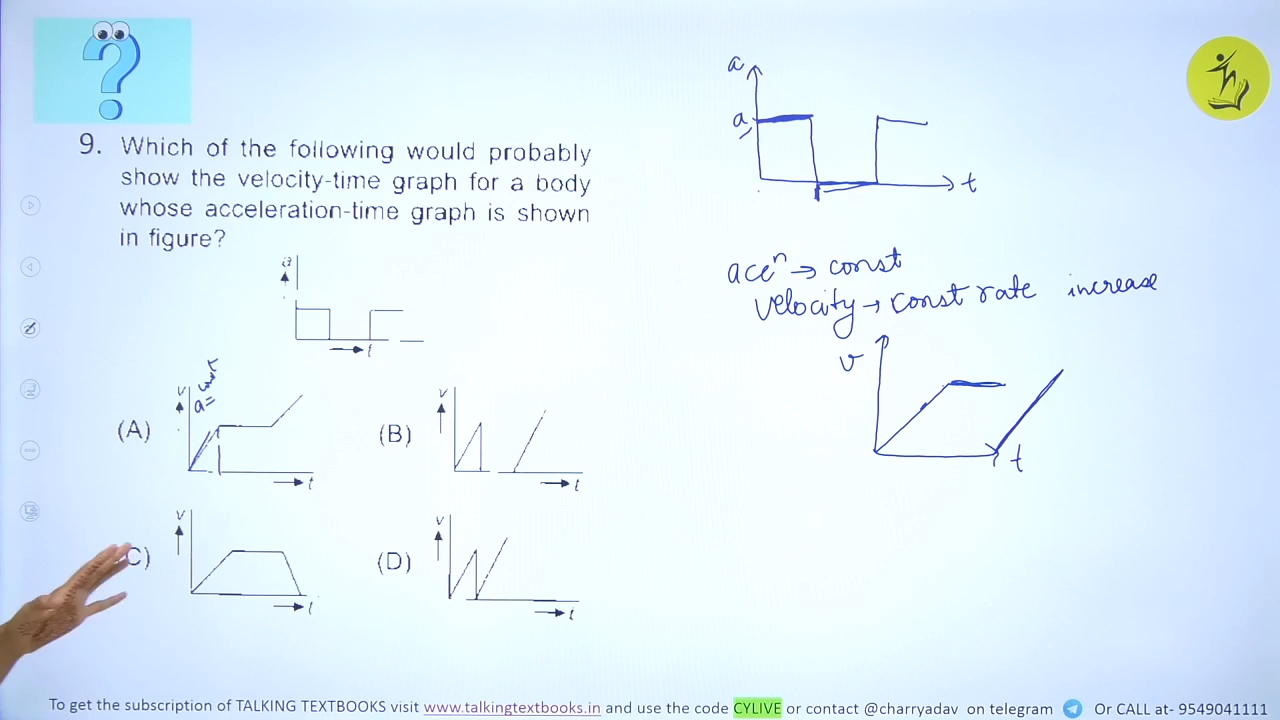 9. Which of the following would probably
show the velocity-time graph for a body
whose acceleration-time graph is shown
in figure?
a
t
(A)
v
a=
t
(B)
v
t
C)
v
t
(D)
v
t
a
a
t
acen → const
velocity → const rate increase
v
t
To get the subscription of TALKING TEXTBOOKS visit www.talkingtextbooks.in and use the code CYLIVE or contact @charryadav on telegram Or CALL at- 9549041111